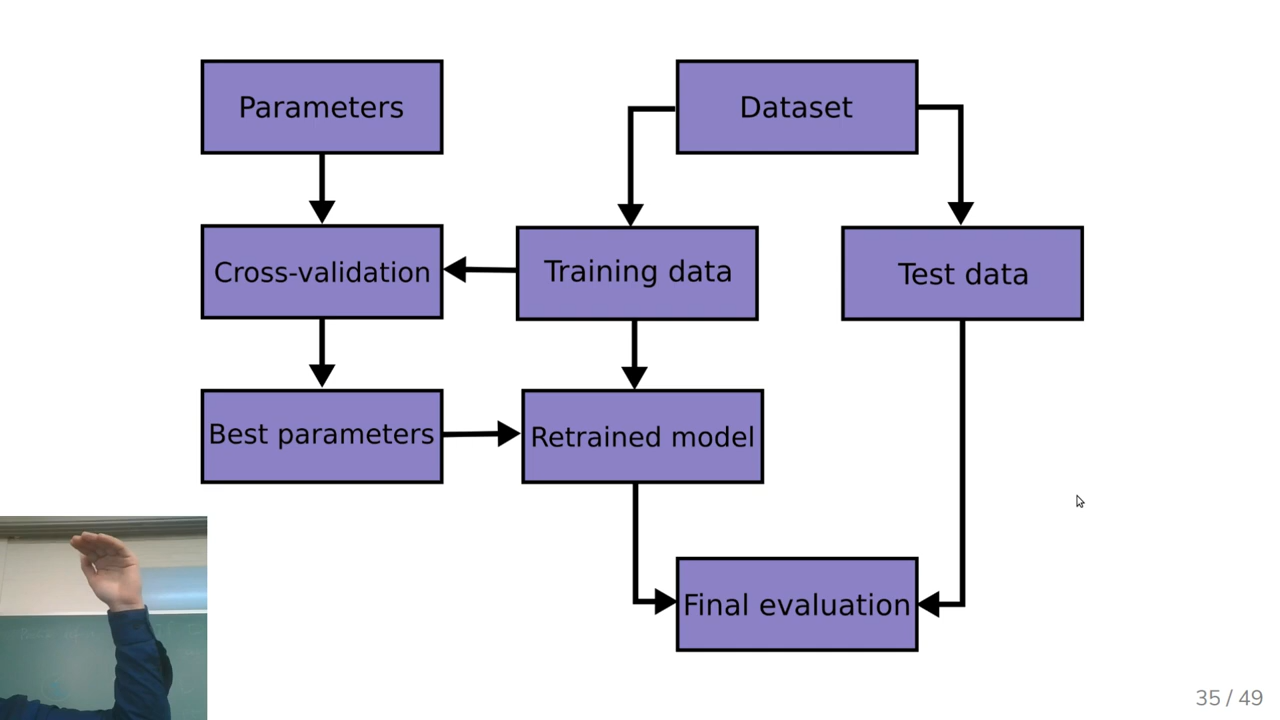 Parameters
Dataset
Cross-validation
Training data
Test data
Best parameters
Retrained model
Final evaluation
35 / 49